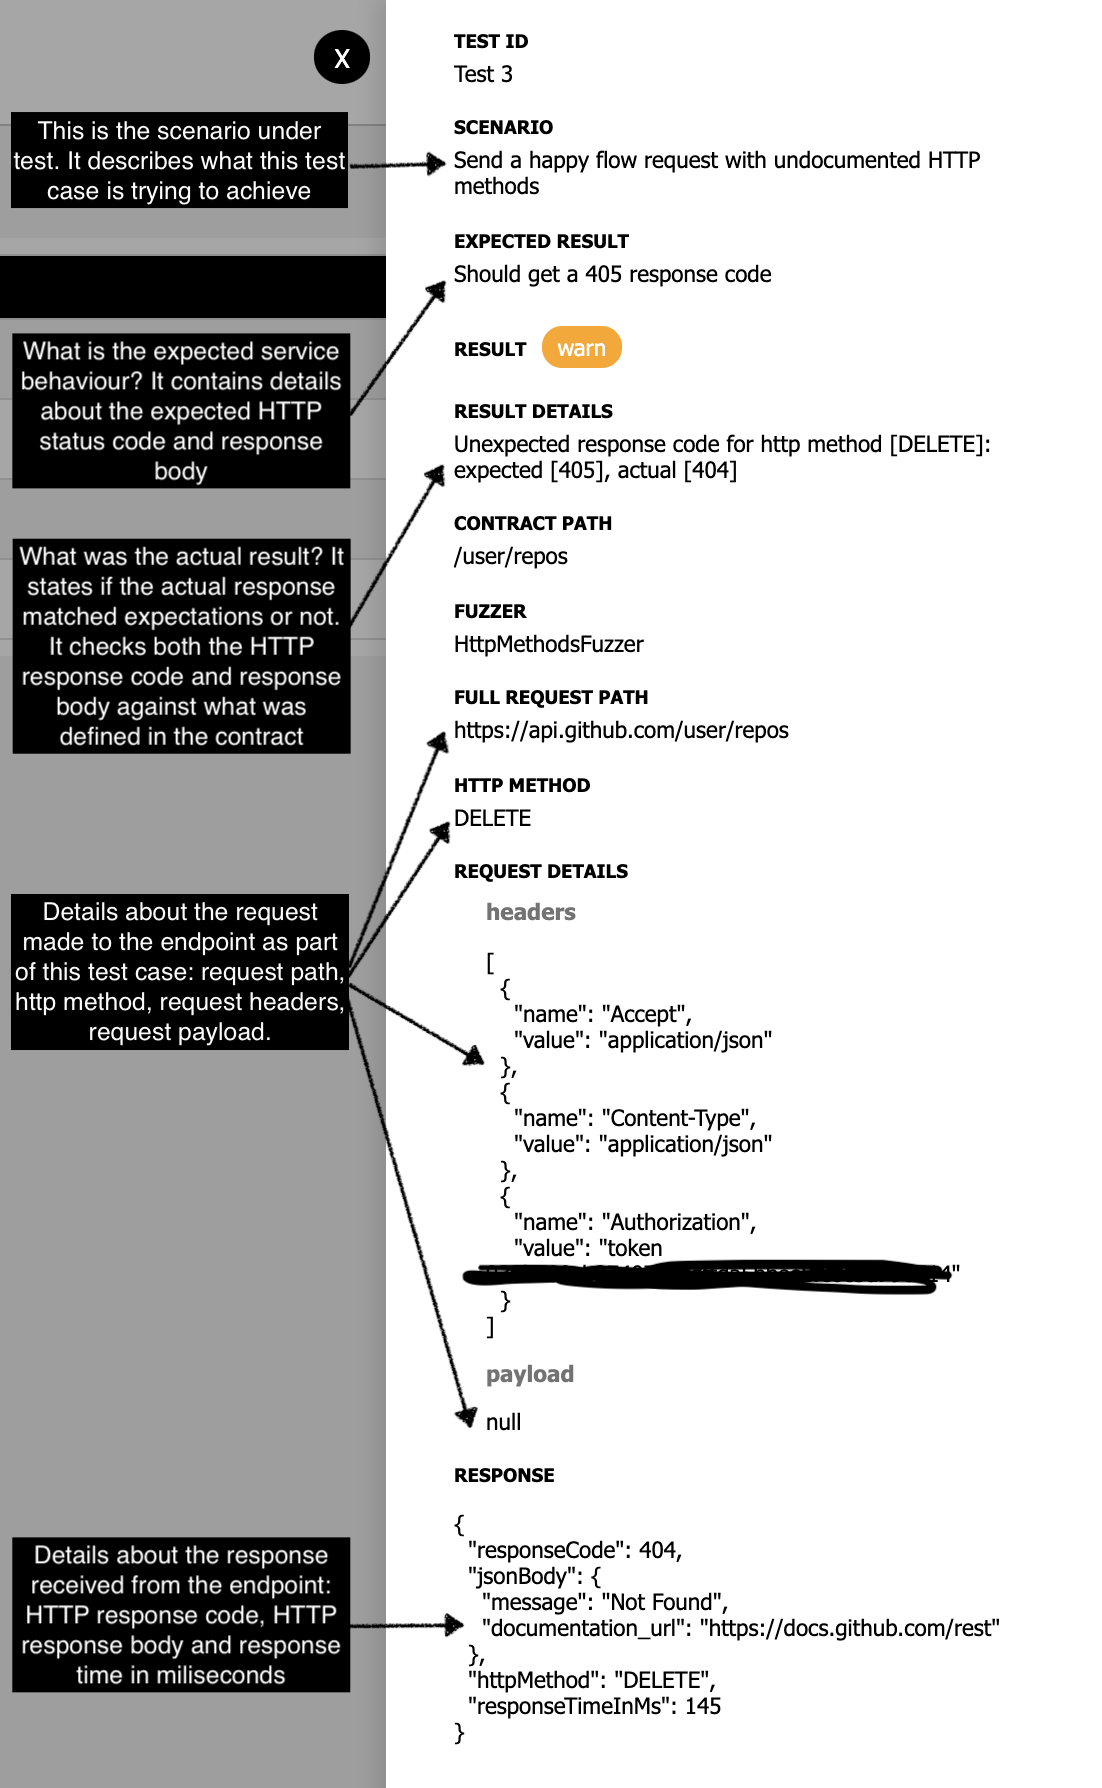 X
This is the scenario under
test. It describes what this test
case is trying to achieve
What is the expected service
behaviour? It contains details
about the expected HTTP
status code and response
body
What was the actual result? It
states if the actual response
matched expectations or not.
It checks both the HTTP
response code and response
body against what was
defined in the contract
Details about the request
made to the endpoint as part
of this test case: request path,
http method, request headers,
request payload.
Details about the response
received from the endpoint:
HTTP response code, HTTP
response body and response
time in miliseconds
TEST ID
Test 3
SCENARIO
Send a happy flow request with undocumented HTTP
methods
EXPECTED RESULT
Should get a 405 response code
RESULT warn
RESULT DETAILS
Unexpected response code for http method [DELETE]:
expected [405], actual [404]
CONTRACT PATH
/user/repos
FUZZER
HttpMethodsFuzzer
FULL REQUEST PATH
https://api.github.com/user/repos
HTTP METHOD
DELETE
REQUEST DETAILS
headers
[
{
"name": "Accept",
"value": "application/json"
},
{
"name": "Content-Type",
"value": "application/json"
},
{
"name": "Authorization",
"value": "token
"
}
]
payload
null
RESPONSE
{
"responseCode": 404,
"jsonBody": {
"message": "Not Found",
"documentation_url": "https://docs.github.com/rest"
},
"httpMethod": "DELETE",
"responseTimeInMs": 145
}